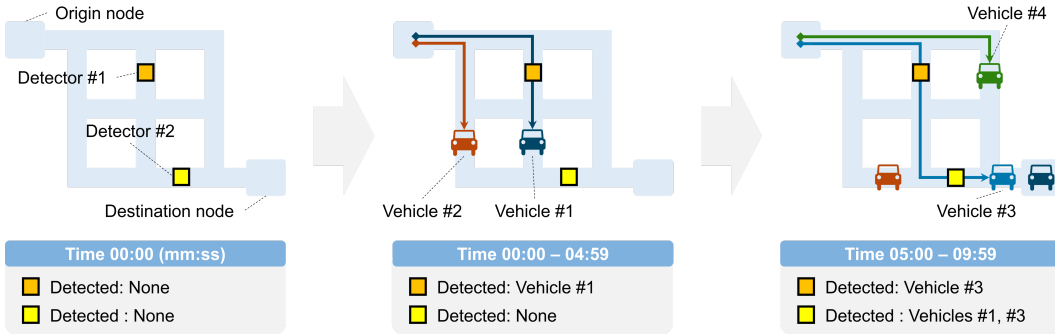 Origin node
Detector #1
Detector #2
Destination node
Time 00:00 (mm:ss)
Detected: None
Detected : None
Vehicle #2
Vehicle #1
Time 00:00 – 04:59
Detected: Vehicle #1
Detected: None
Vehicle #4
Vehicle #3
Time 05:00 – 09:59
Detected: Vehicle #3
Detected : Vehicles #1, #3